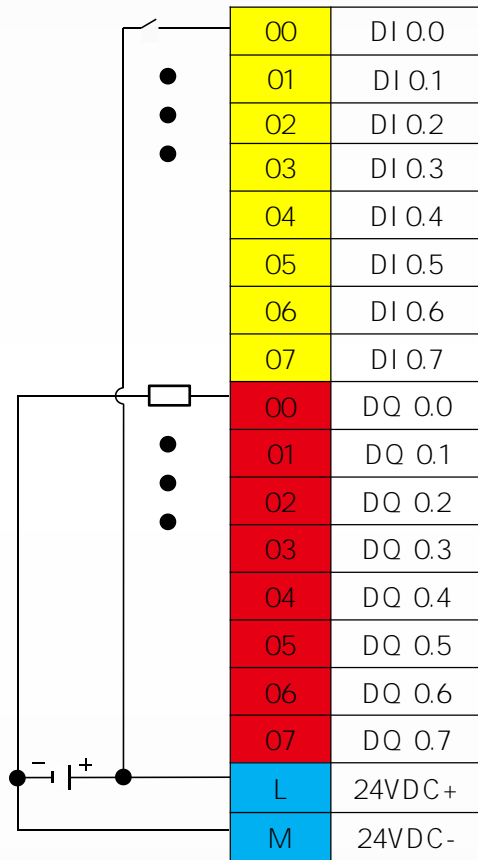 00 DI 0.0
01 DI 0.1
02 DI 0.2
03 DI 0.3
04 DI 0.4
05 DI 0.5
06 DI 0.6
07 DI 0.7
00 DQ 0.0
01 DQ 0.1
02 DQ 0.2
03 DQ 0.3
04 DQ 0.4
05 DQ 0.5
06 DQ 0.6
07 DQ 0.7
- +
L 24VDC+
M 24VDC-